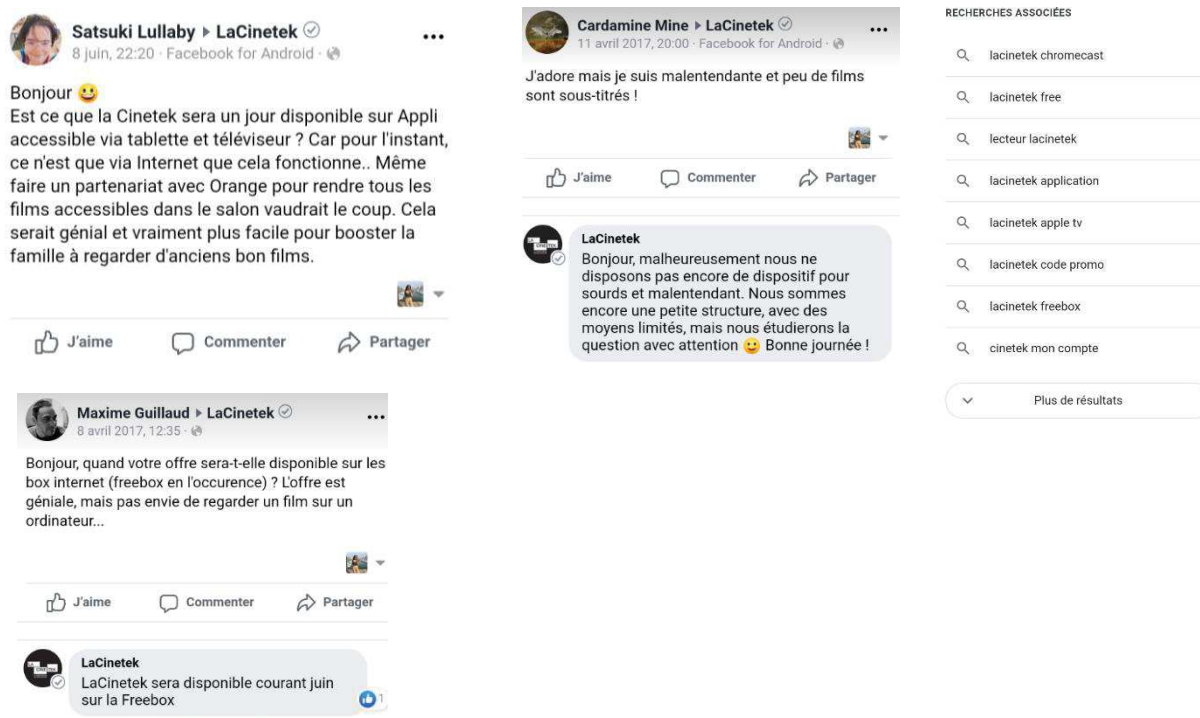 Satsuki Lullaby ▸ LaCinetek
8 juin, 22:20 · Facebook for Android ·
Bonjour 😀
Est ce que la Cinetek sera un jour disponible sur Appli
accessible via tablette et téléviseur ? Car pour l'instant,
ce n'est que via Internet que cela fonctionne.. Même
faire un partenariat avec Orange pour rendre tous les
films accessibles dans le salon vaudrait le coup. Cela
serait génial et vraiment plus facile pour booster la
famille à regarder d'anciens bon films.
J'aime Commenter Partager
Maxime Guillaud ▸ LaCinetek
8 avril 2017, 12:35 ·
Bonjour, quand votre offre sera-t-elle disponible sur les
box internet (freebox en l'occurence) ? L'offre est
géniale, mais pas envie de regarder un film sur un
ordinateur...
J'aime Commenter Partager
LaCinetek
LaCinetek sera disponible courant juin
sur la Freebox
1
Cardamine Mine ▸ LaCinetek
11 avril 2017, 20:00 · Facebook for Android ·
J'adore mais je suis malentendante et peu de films
sont sous-titrés !
J'aime Commenter Partager
LaCinetek
Bonjour, malheureusement nous ne
disposons pas encore de dispositif pour
sourds et malentendant. Nous sommes
encore une petite structure, avec des
moyens limités, mais nous étudierons la
question avec attention 😀 Bonne journée !
RECHERCHES ASSOCIÉES
lacinetek chromecast
lacinetek free
lecteur lacinetek
lacinetek application
lacinetek apple tv
lacinetek code promo
lacinetek freebox
cinetek mon compte
Plus de résultats